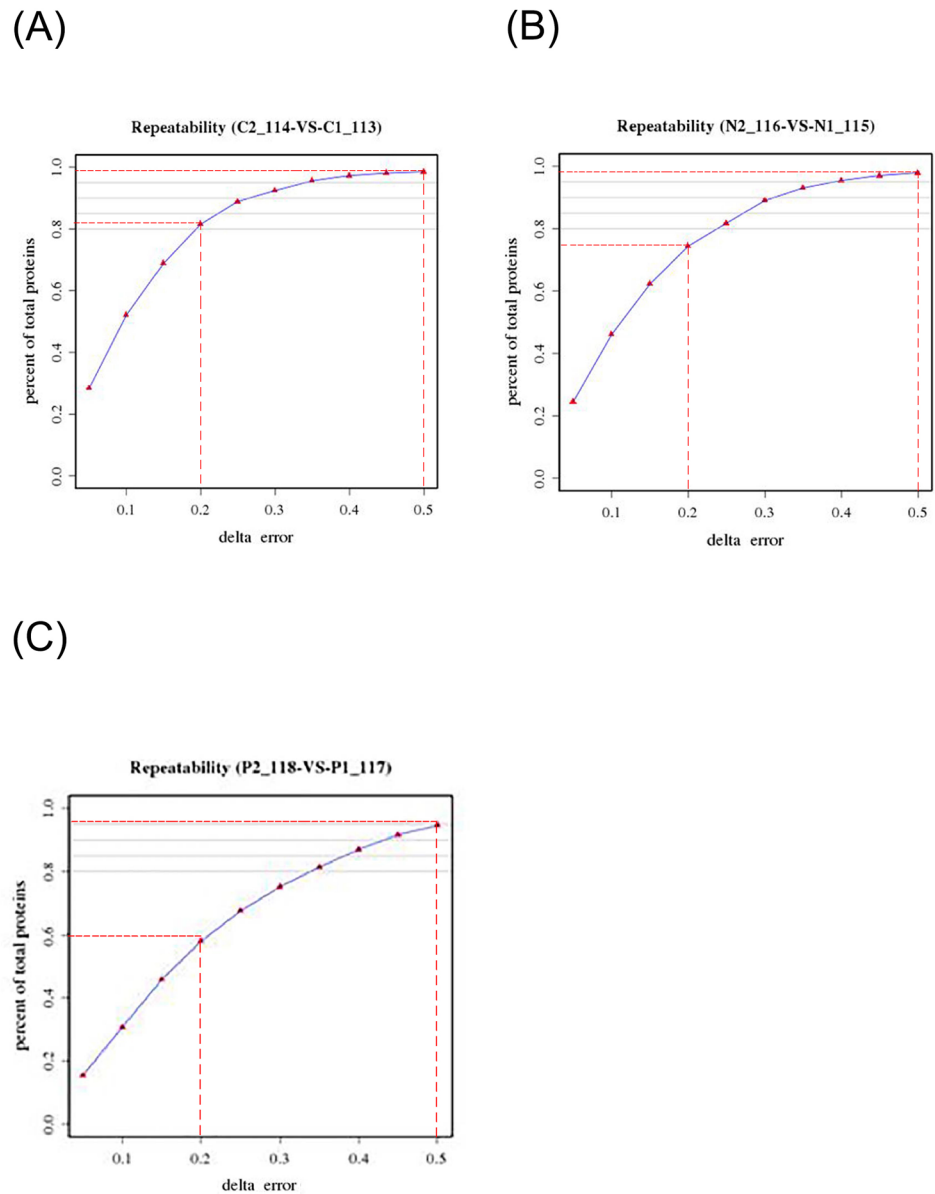 (A)
Repeatability (C2_114-VS-C1_113)
percent of total proteins
1.0
0.8
0.6
0.4
0.2
0.0
0.1 0.2 0.3 0.4 0.5
delta error
(B)
Repeatability (N2_116-VS-N1_115)
percent of total proteins
1.0
0.8
0.6
0.4
0.2
0.0
0.1 0.2 0.3 0.4 0.5
delta error
(C)
Repeatability (P2_118-VS-P1_117)
percent of total proteins
1.0
0.8
0.6
0.4
0.2
0.0
0.1 0.2 0.3 0.4 0.5
delta error